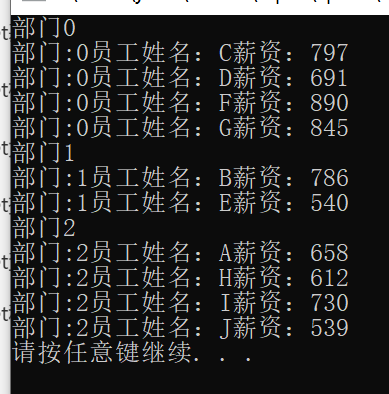 部门0
部门:0员工姓名: C薪资: 797
部门:0员工姓名: D薪资: 691
部门:0员工姓名: F薪资: 890
部门:0员工姓名: G薪资: 845
部门1
部门:1员工姓名: B薪资: 786
部门:1员工姓名: E薪资: 540
部门2
部门:2员工姓名: A薪资: 658
部门:2员工姓名: H薪资: 612
部门:2员工姓名: I薪资: 730
部门:2员工姓名: J薪资: 539
请按任意键继续. . .